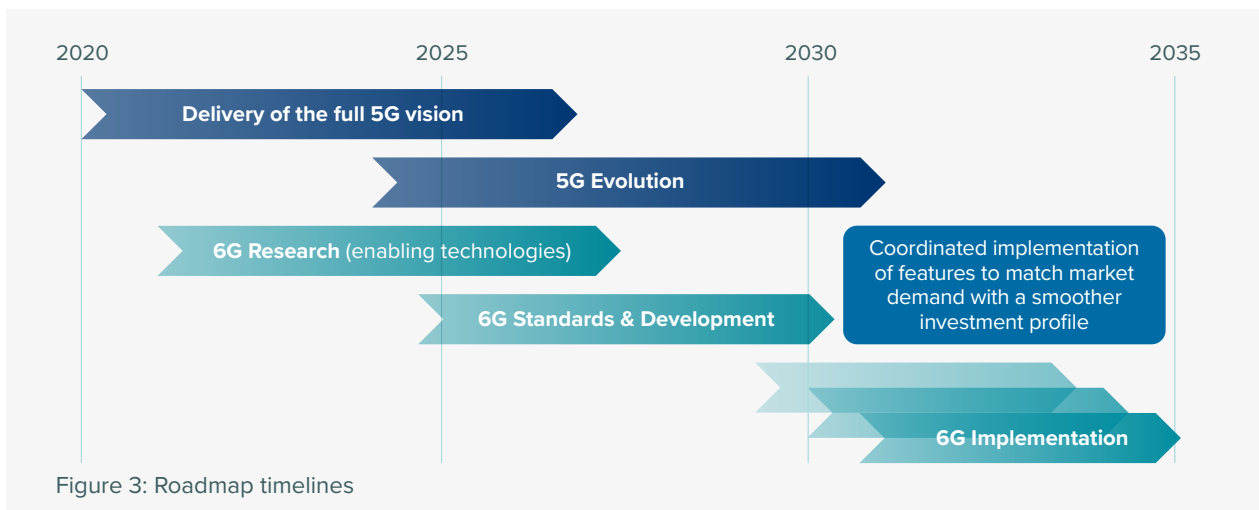 2020 2025 2030 2035
Delivery of the full 5G vision
5G Evolution
6G Research (enabling technologies)
Coordinated implementation
of features to match market
demand with a smoother
investment profile
6G Standards & Development
6G Implementation
Figure 3: Roadmap timelines